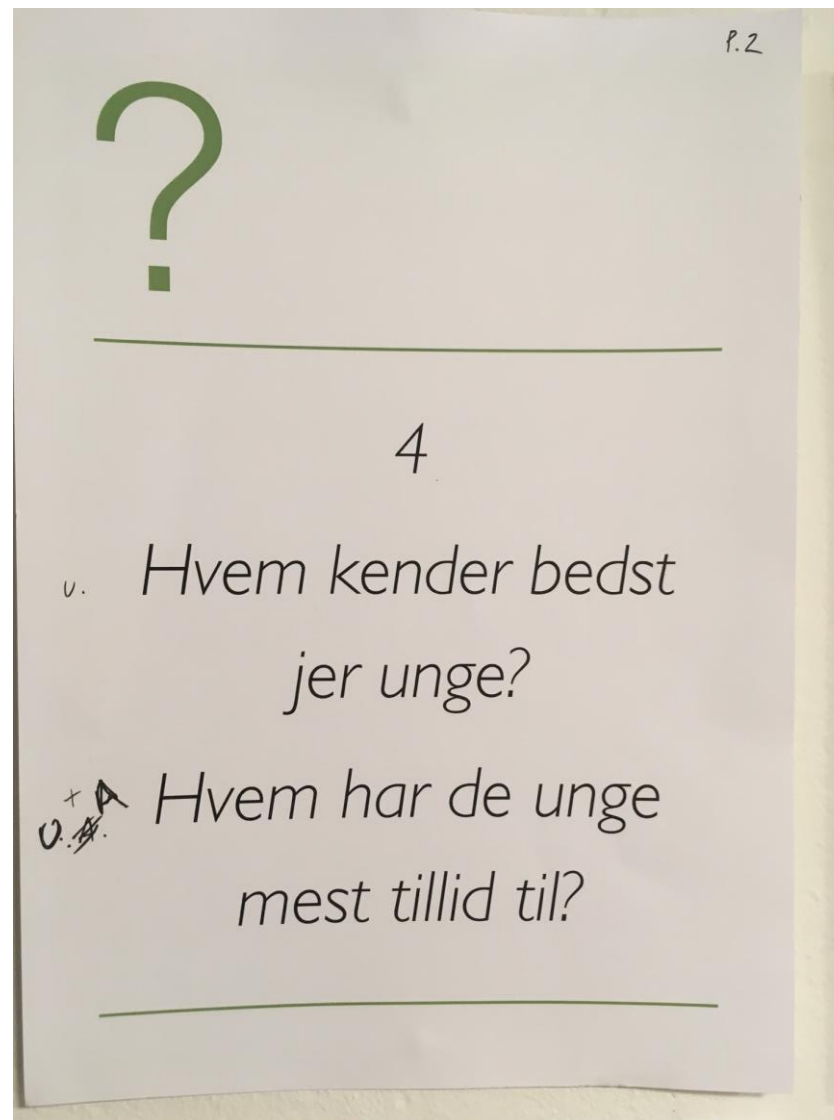 P.2
?
4
U. Hvem kender bedst
jer unge?
U. + A Hvem har de unge
mest tillid til?